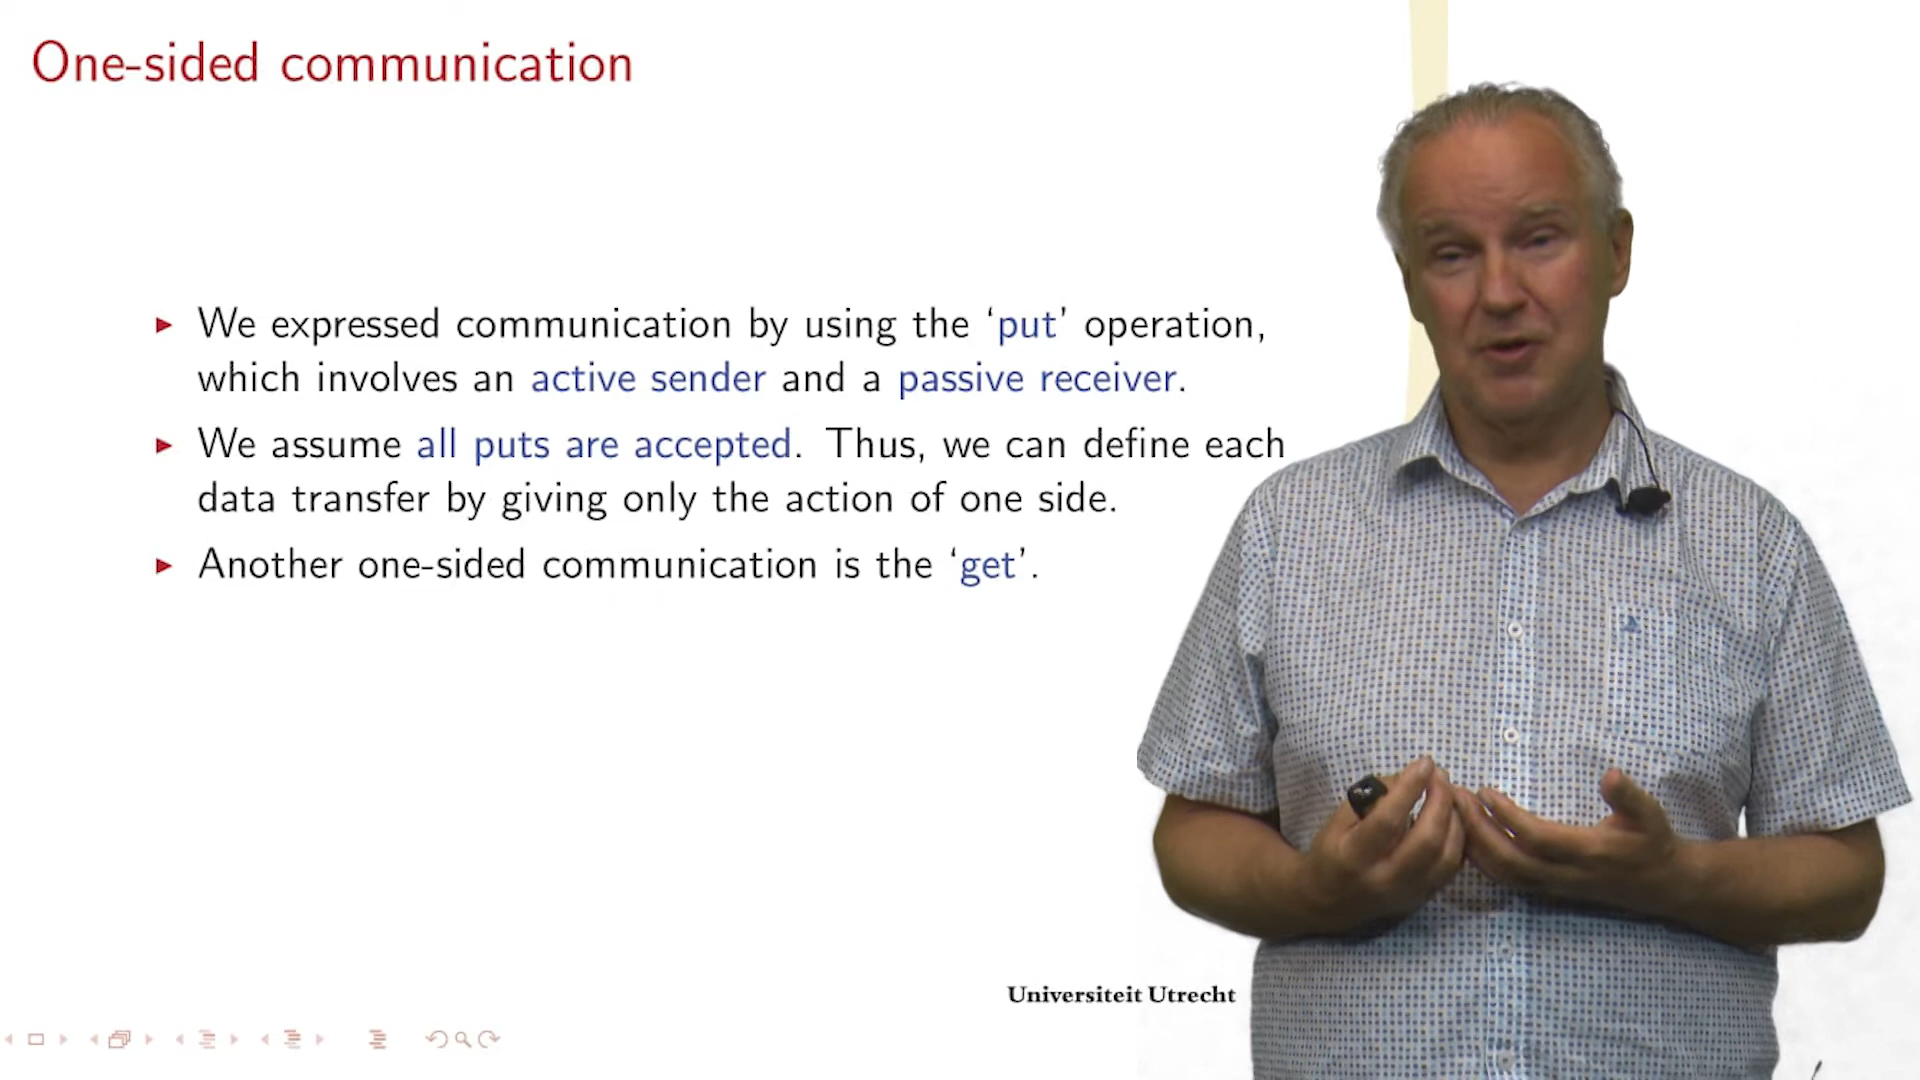 One-sided communication
▶ We expressed communication by using the ‘put’ operation,
which involves an active sender and a passive receiver.
▶ We assume all puts are accepted. Thus, we can define each
data transfer by giving only the action of one side.
▶ Another one-sided communication is the ‘get’.
Universiteit Utrecht